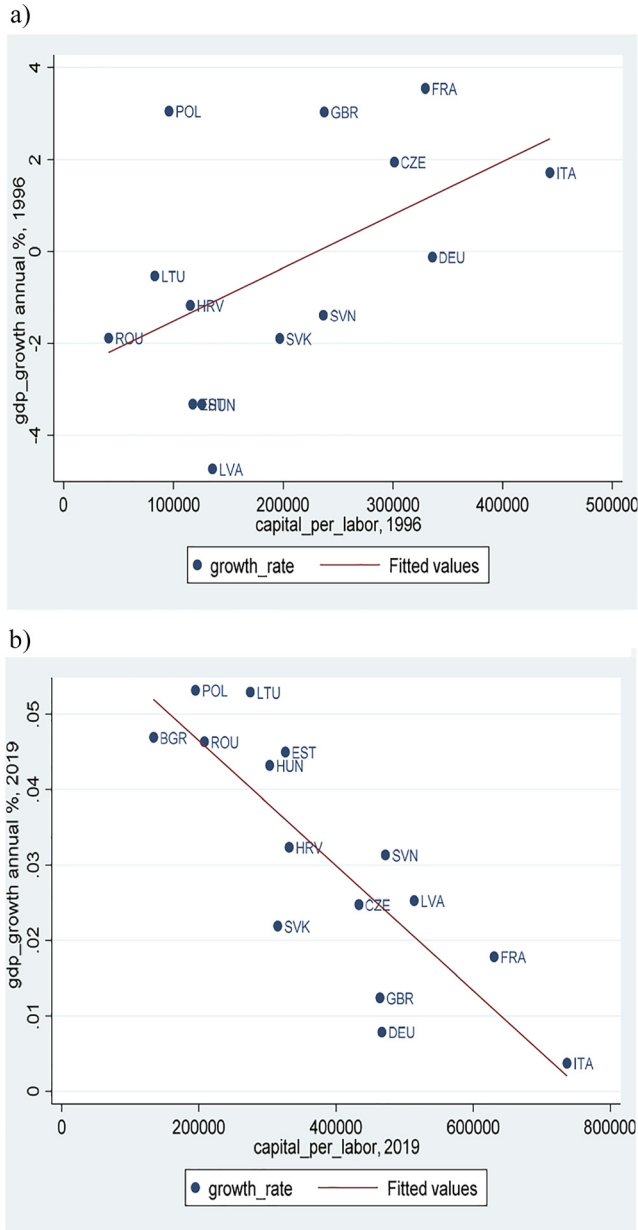 a)
gdp_growth annual %, 1996
4
2
0
-2
-4
FRA
POL
GBR
CZE
ITA
DEU
LTU
HRV
SVN
ROU
SVK
EST
HUN
LVA
0 100000 200000 300000 400000 500000
capital_per_labor, 1996
growth_rate Fitted values
b)
gdp_growth annual %, 2019
.05
.04
.03
.02
.01
0
POL
LTU
BGR
ROU
EST
HUN
HRV
SVN
CZE
LVA
SVK
FRA
GBR
DEU
ITA
0 200000 400000 600000 800000
capital_per_labor, 2019
growth_rate Fitted values